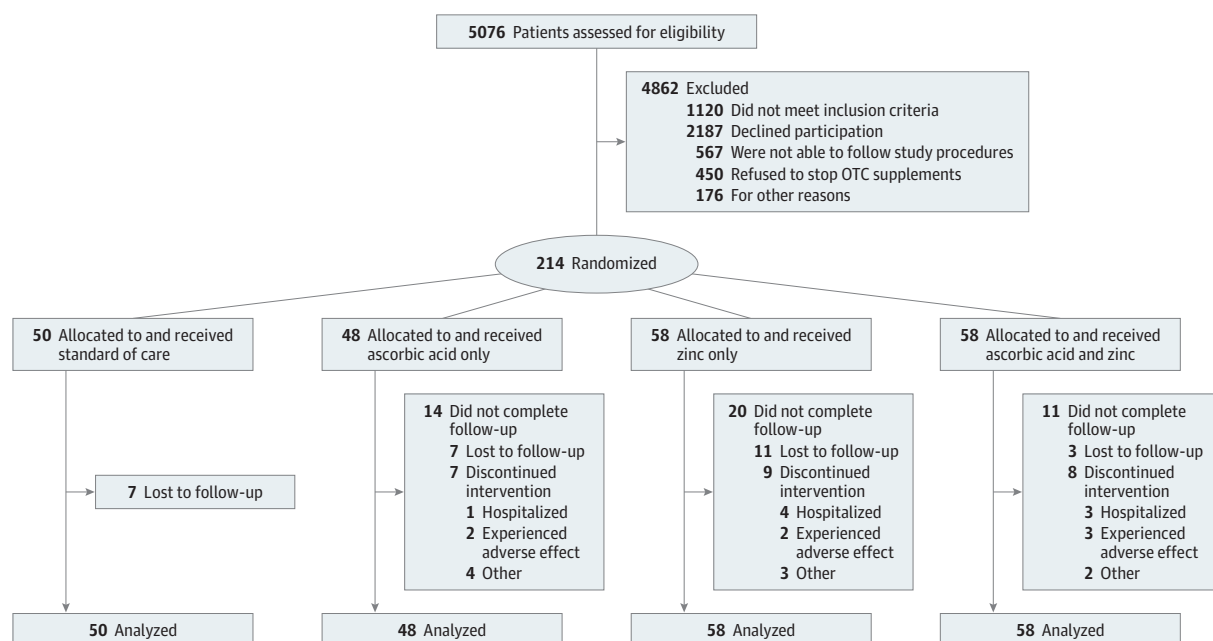 5076 Patients assessed for eligibility
4862 Excluded
1120 Did not meet inclusion criteria
2187 Declined participation
567 Were not able to follow study procedures
450 Refused to stop OTC supplements
176 For other reasons
214 Randomized
50 Allocated to and received
standard of care
48 Allocated to and received
ascorbic acid only
58 Allocated to and received
zinc only
58 Allocated to and received
ascorbic acid and zinc
7 Lost to follow-up
14 Did not complete
follow-up
7 Lost to follow-up
7 Discontinued
intervention
1 Hospitalized
2 Experienced
adverse effect
4 Other
20 Did not complete
follow-up
11 Lost to follow-up
9 Discontinued
intervention
4 Hospitalized
2 Experienced
adverse effect
3 Other
11 Did not complete
follow-up
3 Lost to follow-up
8 Discontinued
intervention
3 Hospitalized
3 Experienced
adverse effect
2 Other
50 Analyzed
48 Analyzed
58 Analyzed
58 Analyzed